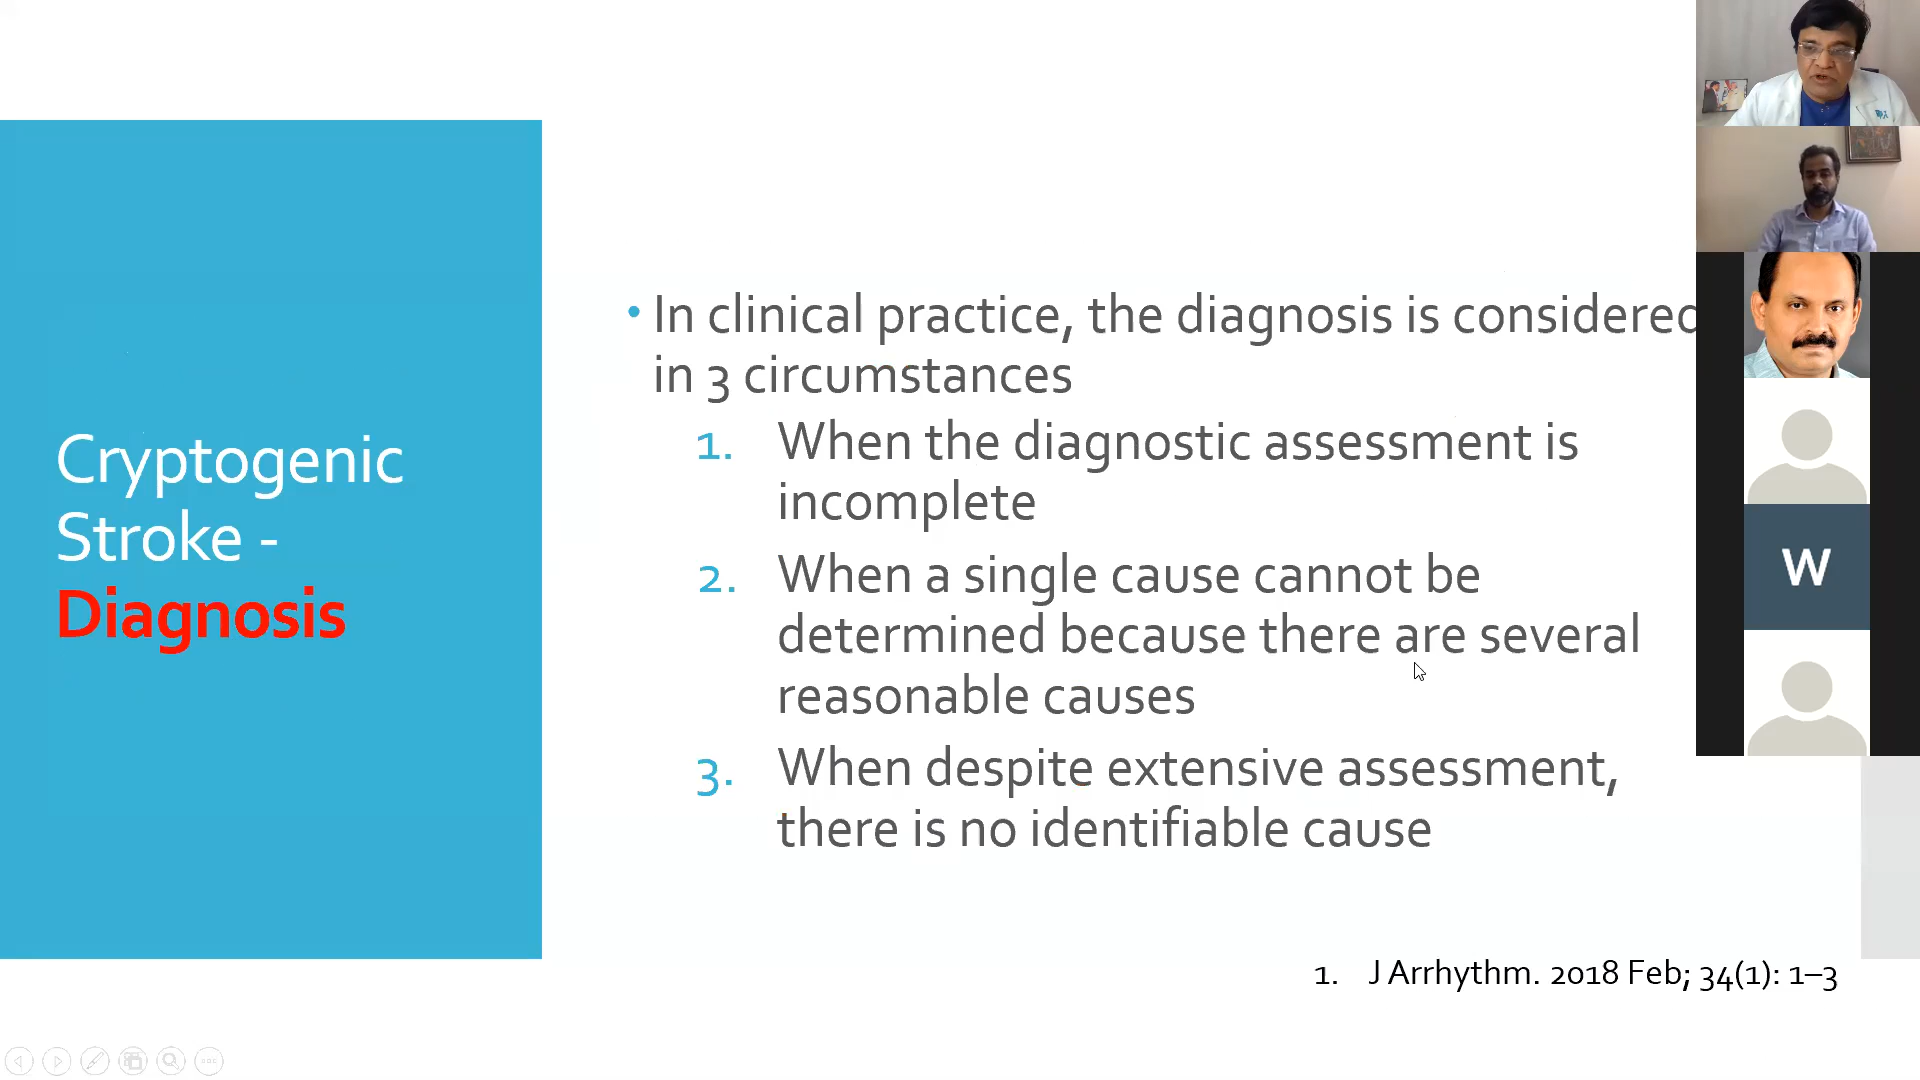 Cryptogenic
Stroke -
Diagnosis
• In clinical practice, the diagnosis is considered
in 3 circumstances
1. When the diagnostic assessment is
incomplete
2. When a single cause cannot be
determined because there are several
reasonable causes
3. When despite extensive assessment,
there is no identifiable cause
1. J Arrhythm. 2018 Feb; 34(1): 1–3
W